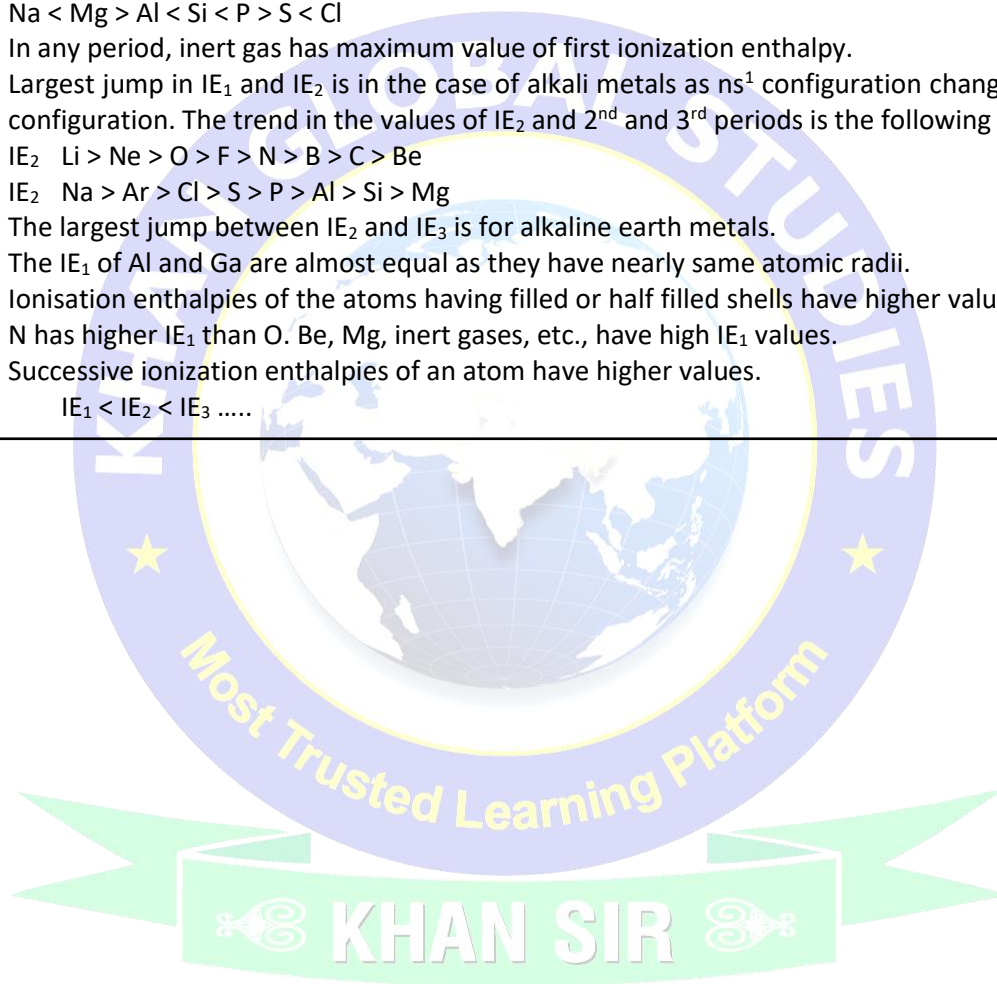 Na < Mg > Al < Si < P > S < Cl
In any period, inert gas has maximum value of first ionization enthalpy.
Largest jump in IE₁ and IE₂ is in the case of alkali metals as ns¹ configuration chang
configuration. The trend in the values of IE₂ and 2ⁿᵈ and 3ʳᵈ periods is the following
IE₂ Li > Ne > O > F > N > B > C > Be
IE₂ Na > Ar > Cl > S > P > Al > Si > Mg
The largest jump between IE₂ and IE₃ is for alkaline earth metals.
The IE₁ of Al and Ga are almost equal as they have nearly same atomic radii.
Ionisation enthalpies of the atoms having filled or half filled shells have higher valu
N has higher IE₁ than O. Be, Mg, inert gases, etc., have high IE₁ values.
Successive ionization enthalpies of an atom have higher values.
IE₁ < IE₂ < IE₃ .....
KHAN GLOBAL STUDIES
Most Trusted Learning Platform
KHAN SIR